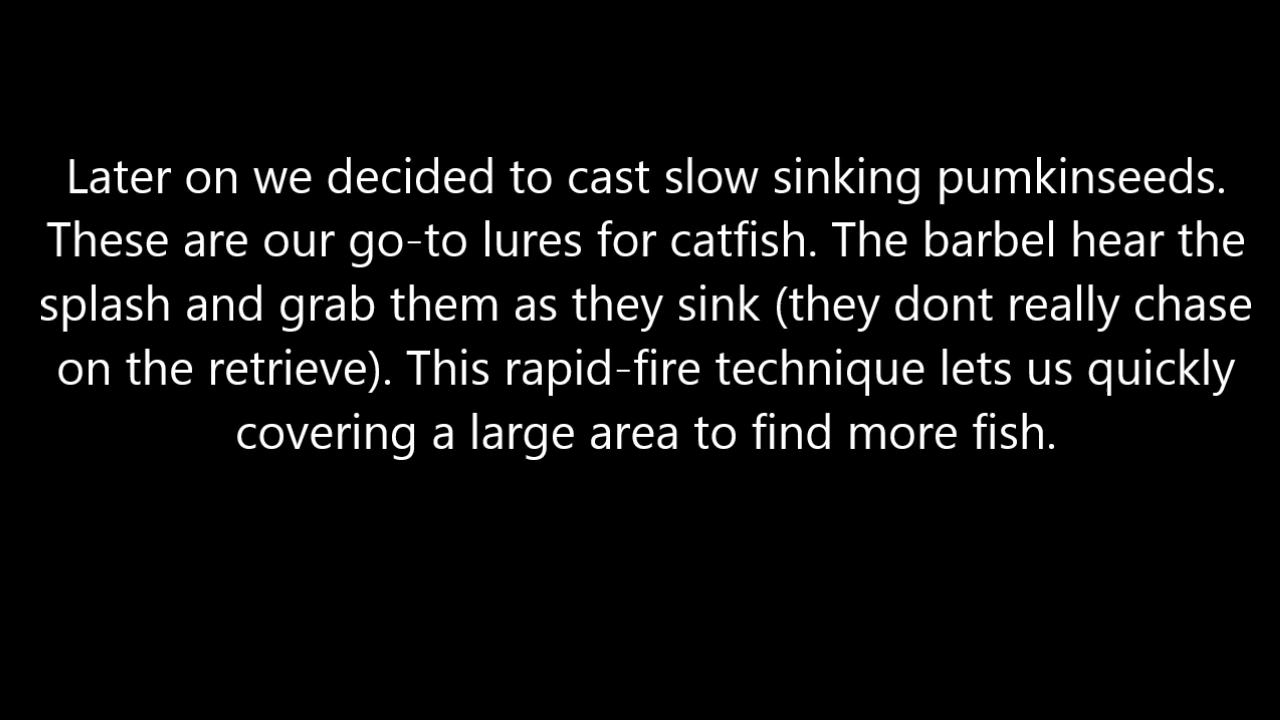 Later on we decided to cast slow sinking pumkinseeds.
These are our go-to lures for catfish. The barbel hear the
splash and grab them as they sink (they dont really chase
on the retrieve). This rapid-fire technique lets us quickly
covering a large area to find more fish.